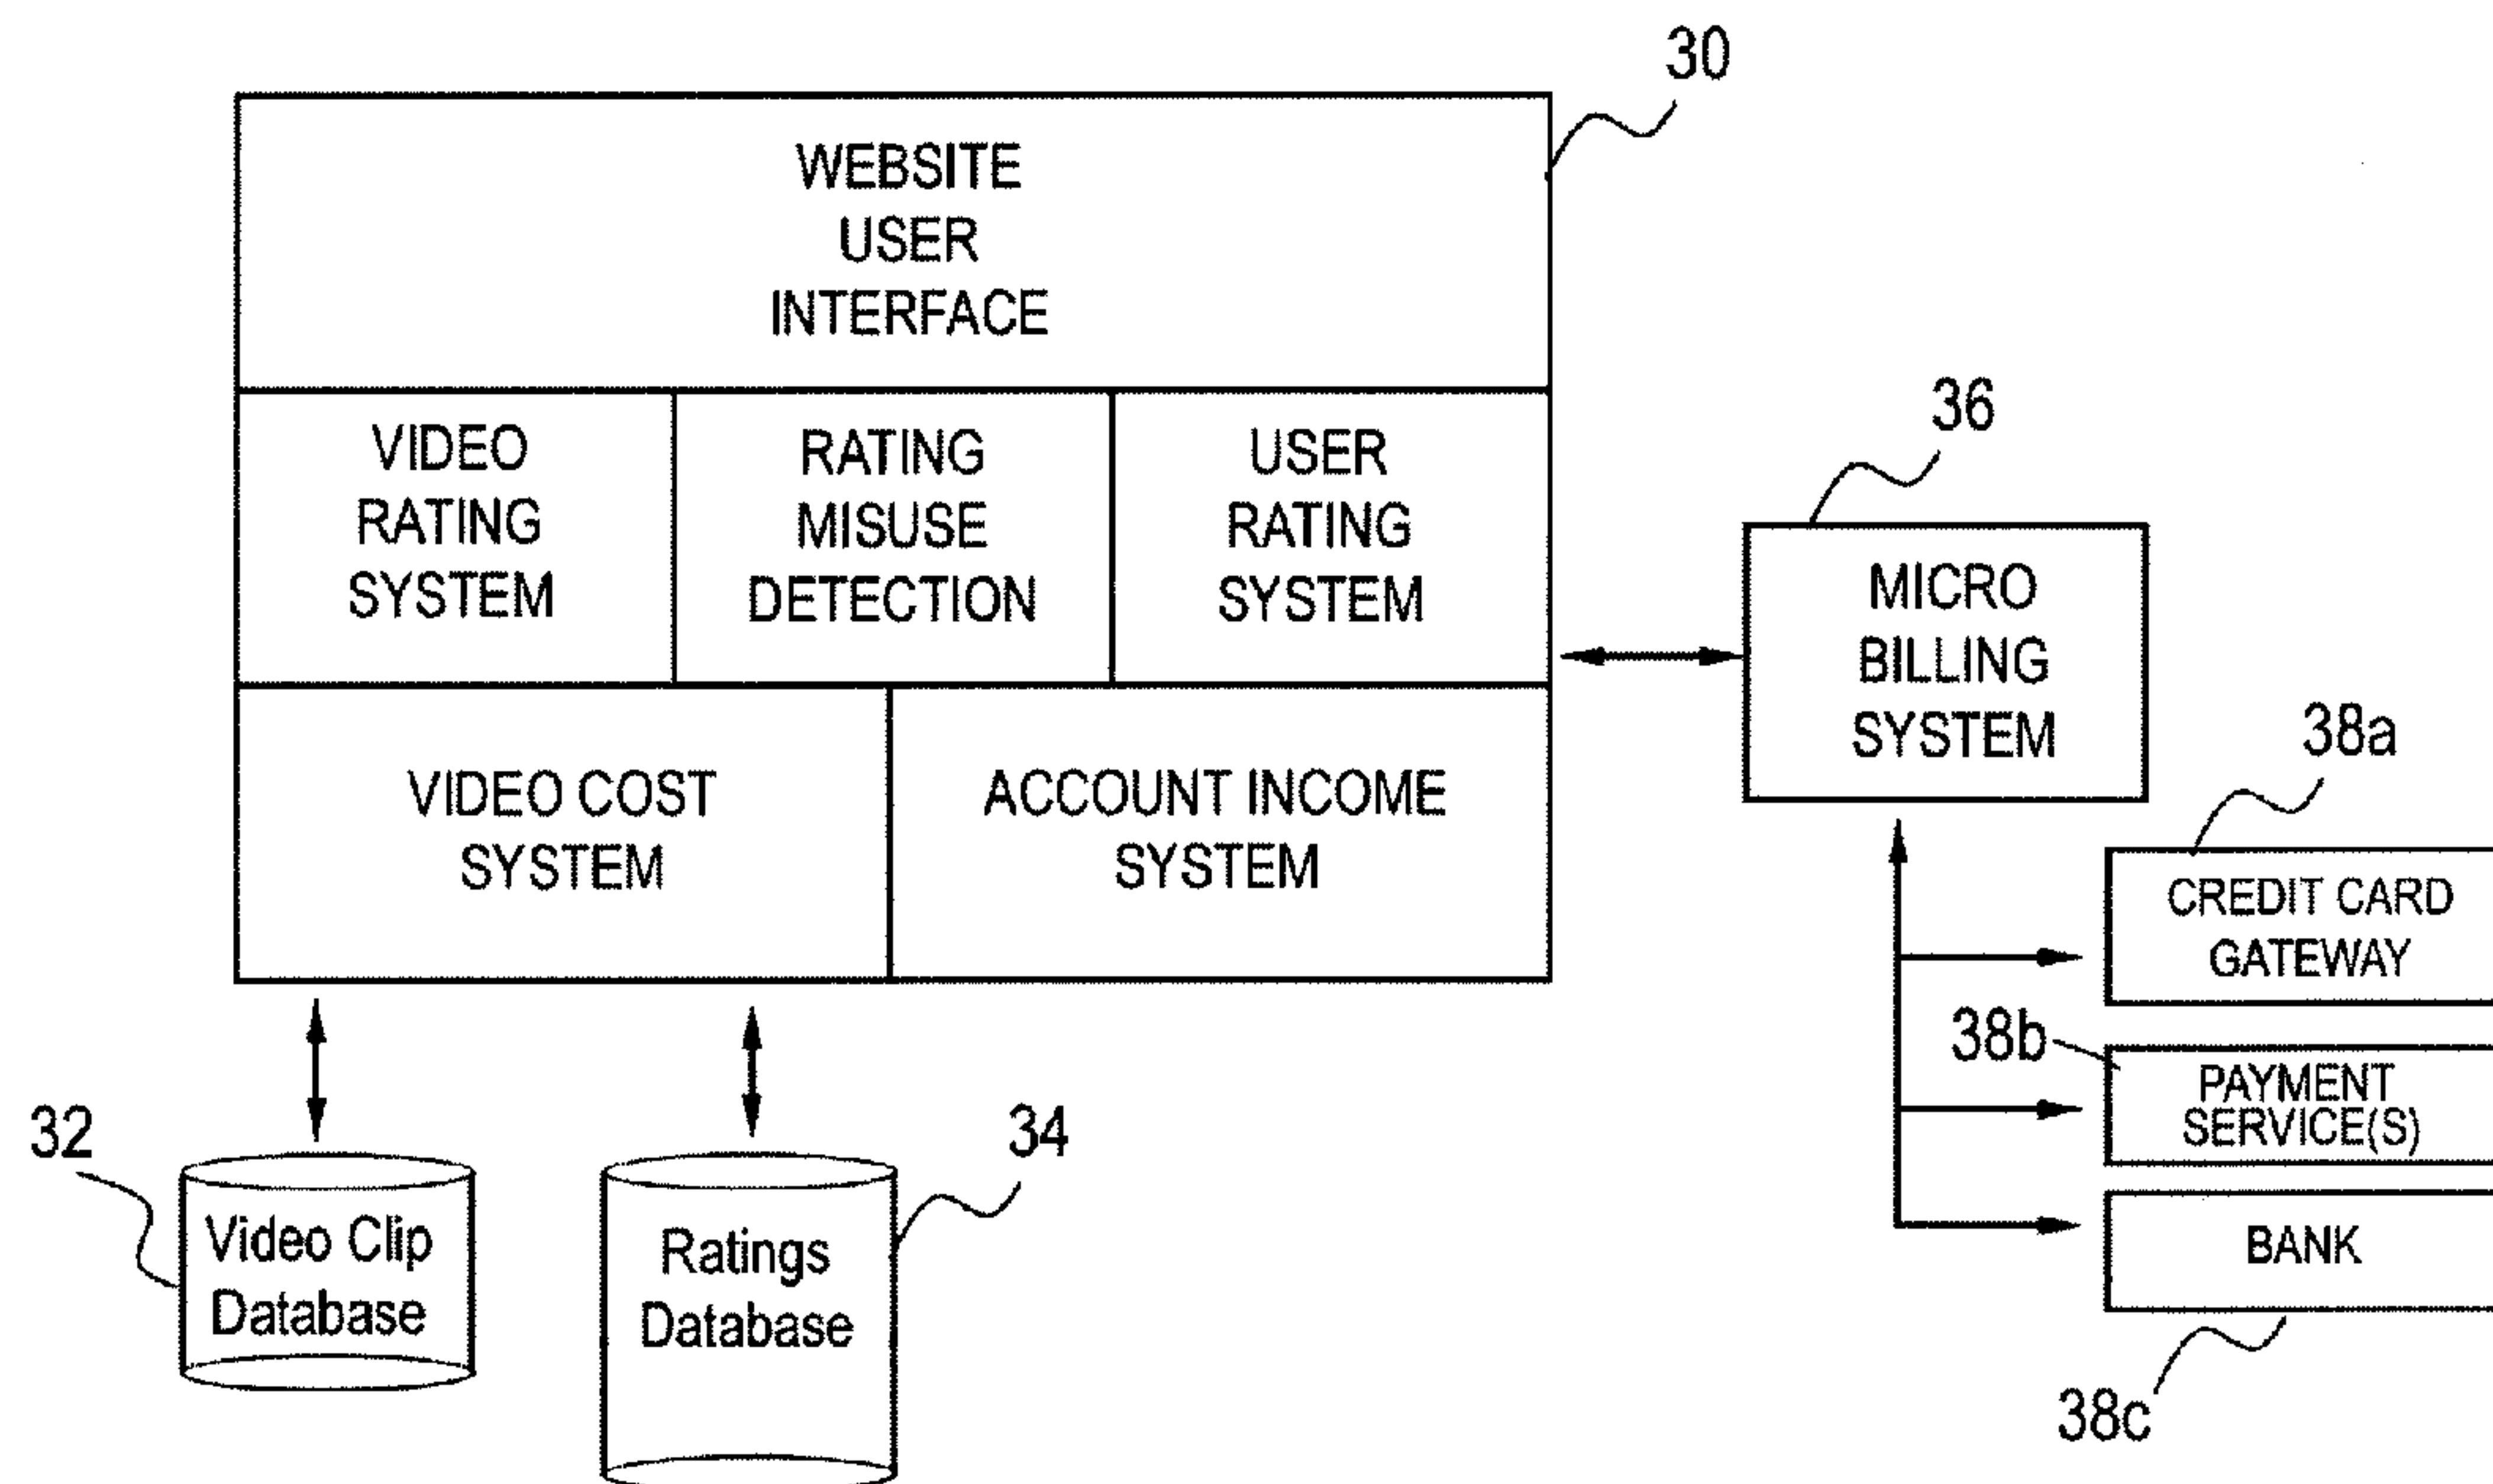 30
WEBSITE
USER
INTERFACE
VIDEO
RATING
SYSTEM
RATING
MISUSE
DETECTION
USER
RATING
SYSTEM
36
MICRO
BILLING
SYSTEM
VIDEO COST
SYSTEM
ACCOUNT INCOME
SYSTEM
38a
CREDIT CARD
GATEWAY
38b
PAYMENT
SERVICE(S)
BANK
38c
32
Video Clip
Database
34
Ratings
Database